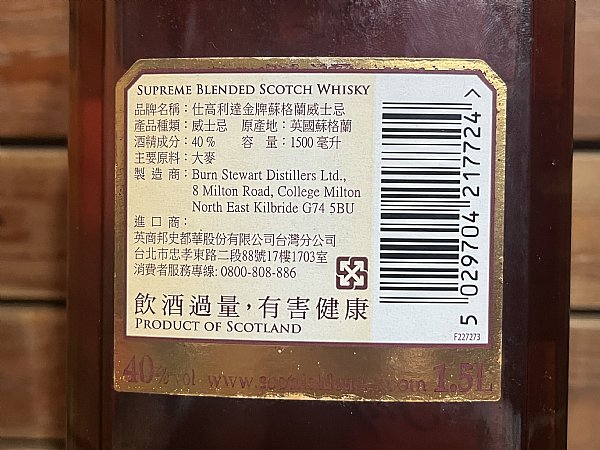 SUPREME BLENDED SCOTCH WHISKY
品牌名稱：仕高利達金牌蘇格蘭威士忌
產品種類：威士忌 原產地：英國蘇格蘭
酒精成分：40% 容量：1500毫升
主要原料：大麥
製造商：Burn Stewart Distillers Ltd.,
8 Milton Road, College Milton
North East Kilbride G74 5BU
進口商：
英商邦史都華股份有限公司台灣分公司
台北市忠孝東路二段88號17樓1703室
消費者服務專線: 0800-808-886
飲酒過量，有害健康
PRODUCT OF SCOTLAND
5 029704 217724 >
F227273
40% vol www. .com 1.5L